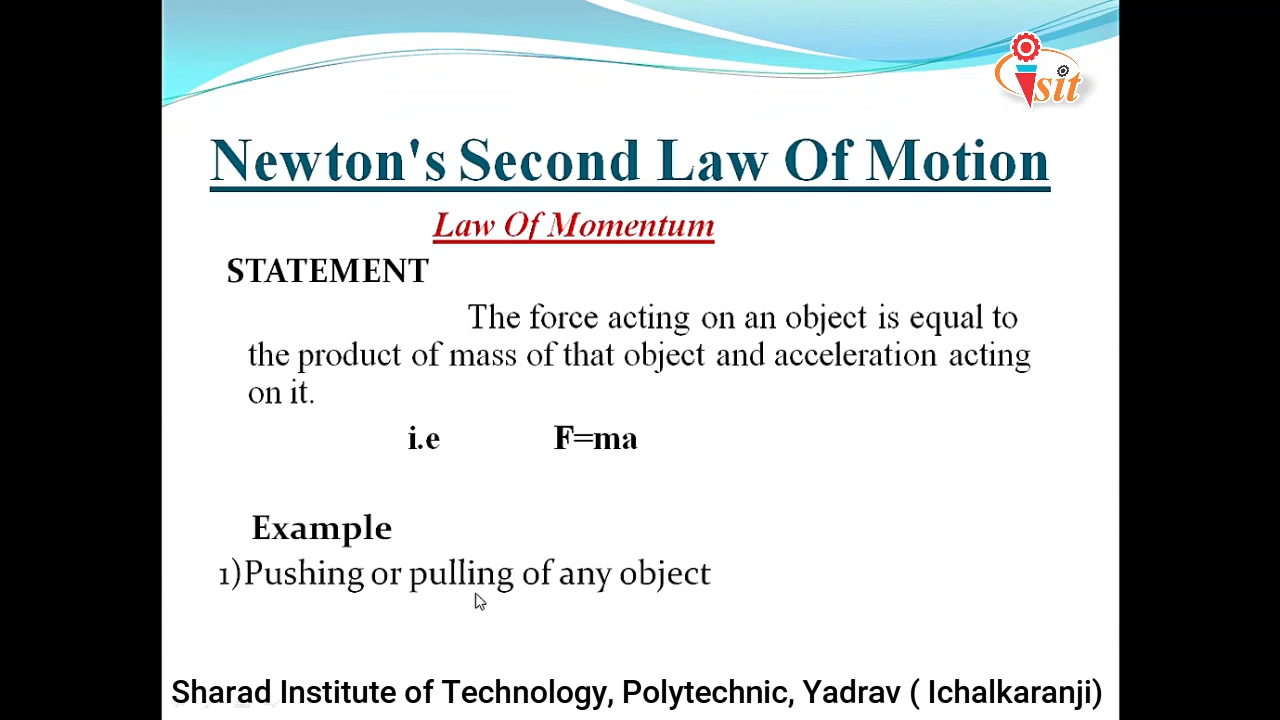 sit
Newton's Second Law Of Motion
Law Of Momentum
STATEMENT
The force acting on an object is equal to
the product of mass of that object and acceleration acting
on it.
i.e F=ma
Example
1)Pushing or pulling of any object
Sharad Institute of Technology, Polytechnic, Yadrav ( Ichalkaranji)